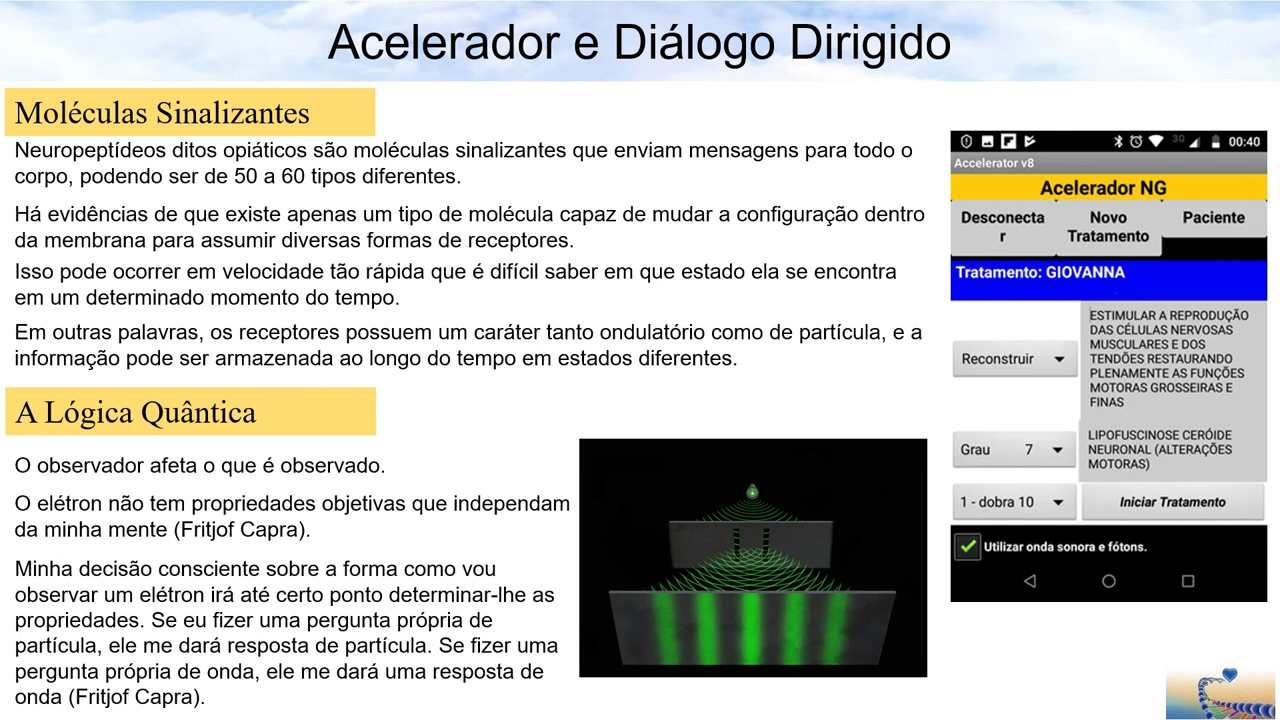 Acelerador e Diálogo Dirigido
Moléculas Sinalizantes
Neuropeptídeos ditos opiáticos são moléculas sinalizantes que enviam mensagens para todo o
corpo, podendo ser de 50 a 60 tipos diferentes.
Há evidências de que existe apenas um tipo de molécula capaz de mudar a configuração dentro
da membrana para assumir diversas formas de receptores.
Isso pode ocorrer em velocidade tão rápida que é difícil saber em que estado ela se encontra
em um determinado momento do tempo.
Em outras palavras, os receptores possuem um caráter tanto ondulatório como de partícula, e a
informação pode ser armazenada ao longo do tempo em estados diferentes.
A Lógica Quântica
O observador afeta o que é observado.
O elétron não tem propriedades objetivas que independam
da minha mente (Fritjof Capra).
Minha decisão consciente sobre a forma como vou
observar um elétron irá até certo ponto determinar-lhe as
propriedades. Se eu fizer uma pergunta própria de
partícula, ele me dará resposta de partícula. Se fizer uma
pergunta própria de onda, ele me dará uma resposta de
onda (Fritjof Capra).
3G 00:40
Accelerator v8
Acelerador NG
Desconecta
r
Novo
Tratamento
Paciente
Tratamento: GIOVANNA
Reconstruir
ESTIMULAR A REPRODUÇÃO
DAS CÉLULAS NERVOSAS
MUSCULARES E DOS
TENDÕES RESTAURANDO
PLENAMENTE AS FUNÇÕES
MOTORAS GROSSEIRAS E
FINAS
Grau 7
LIPOFUSCINOSE CERÓIDE
NEURONAL (ALTERAÇÕES
MOTORAS)
1 - dobra 10
Iniciar Tratamento
Utilizar onda sonora e fótons.